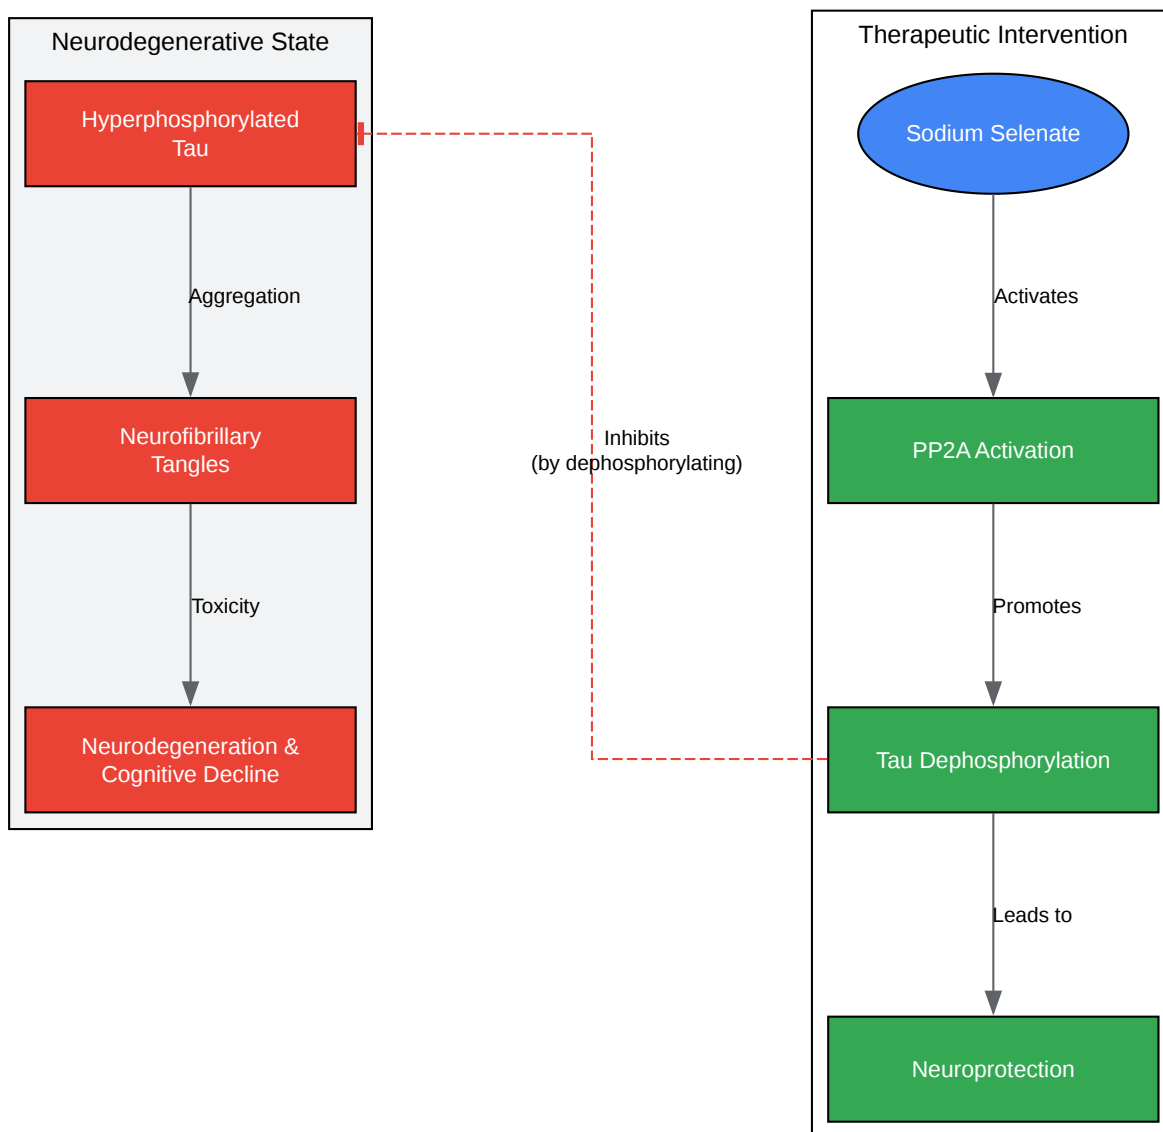 Neurodegenerative State
Hyperphosphorylated
Tau
Aggregation
Neurofibrillary
Tangles
Toxicity
Neurodegeneration &
Cognitive Decline
Inhibits
(by dephosphorylating)
Therapeutic Intervention
Sodium Selenate
Activates
PP2A Activation
Promotes
Tau Dephosphorylation
Leads to
Neuroprotection